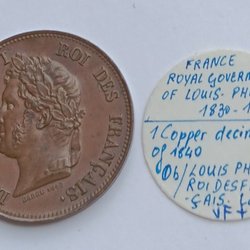 I. ROI DES FRANÇAIS
FRANCE
ROYAL GOVERN
OF LOUIS-PH
1830-1
1 Copper decim
of 1840
Ob/LOUIS PH
ROI DES F
ÇAIS.